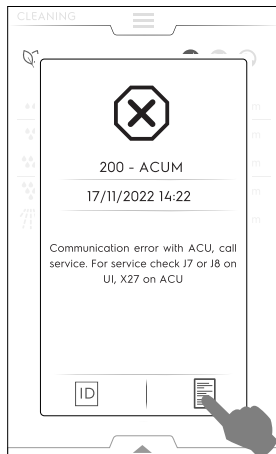 CLEANING
200 - ACUM
17/11/2022 14:22
Communication error with ACU, call
service. For service check J7 or J8 on
UI, X27 on ACU
ID
m
m
m
m
m